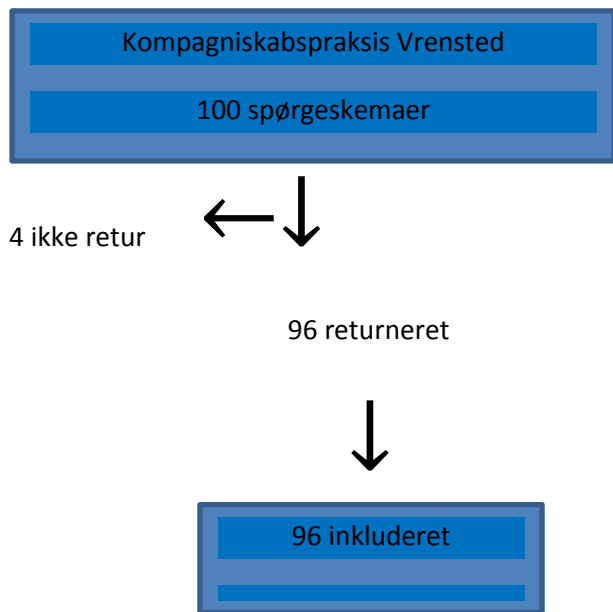 Kompagniskabspraksis Vrensted
100 spørgeskemaer
4 ikke retur
96 returneret
96 inkluderet